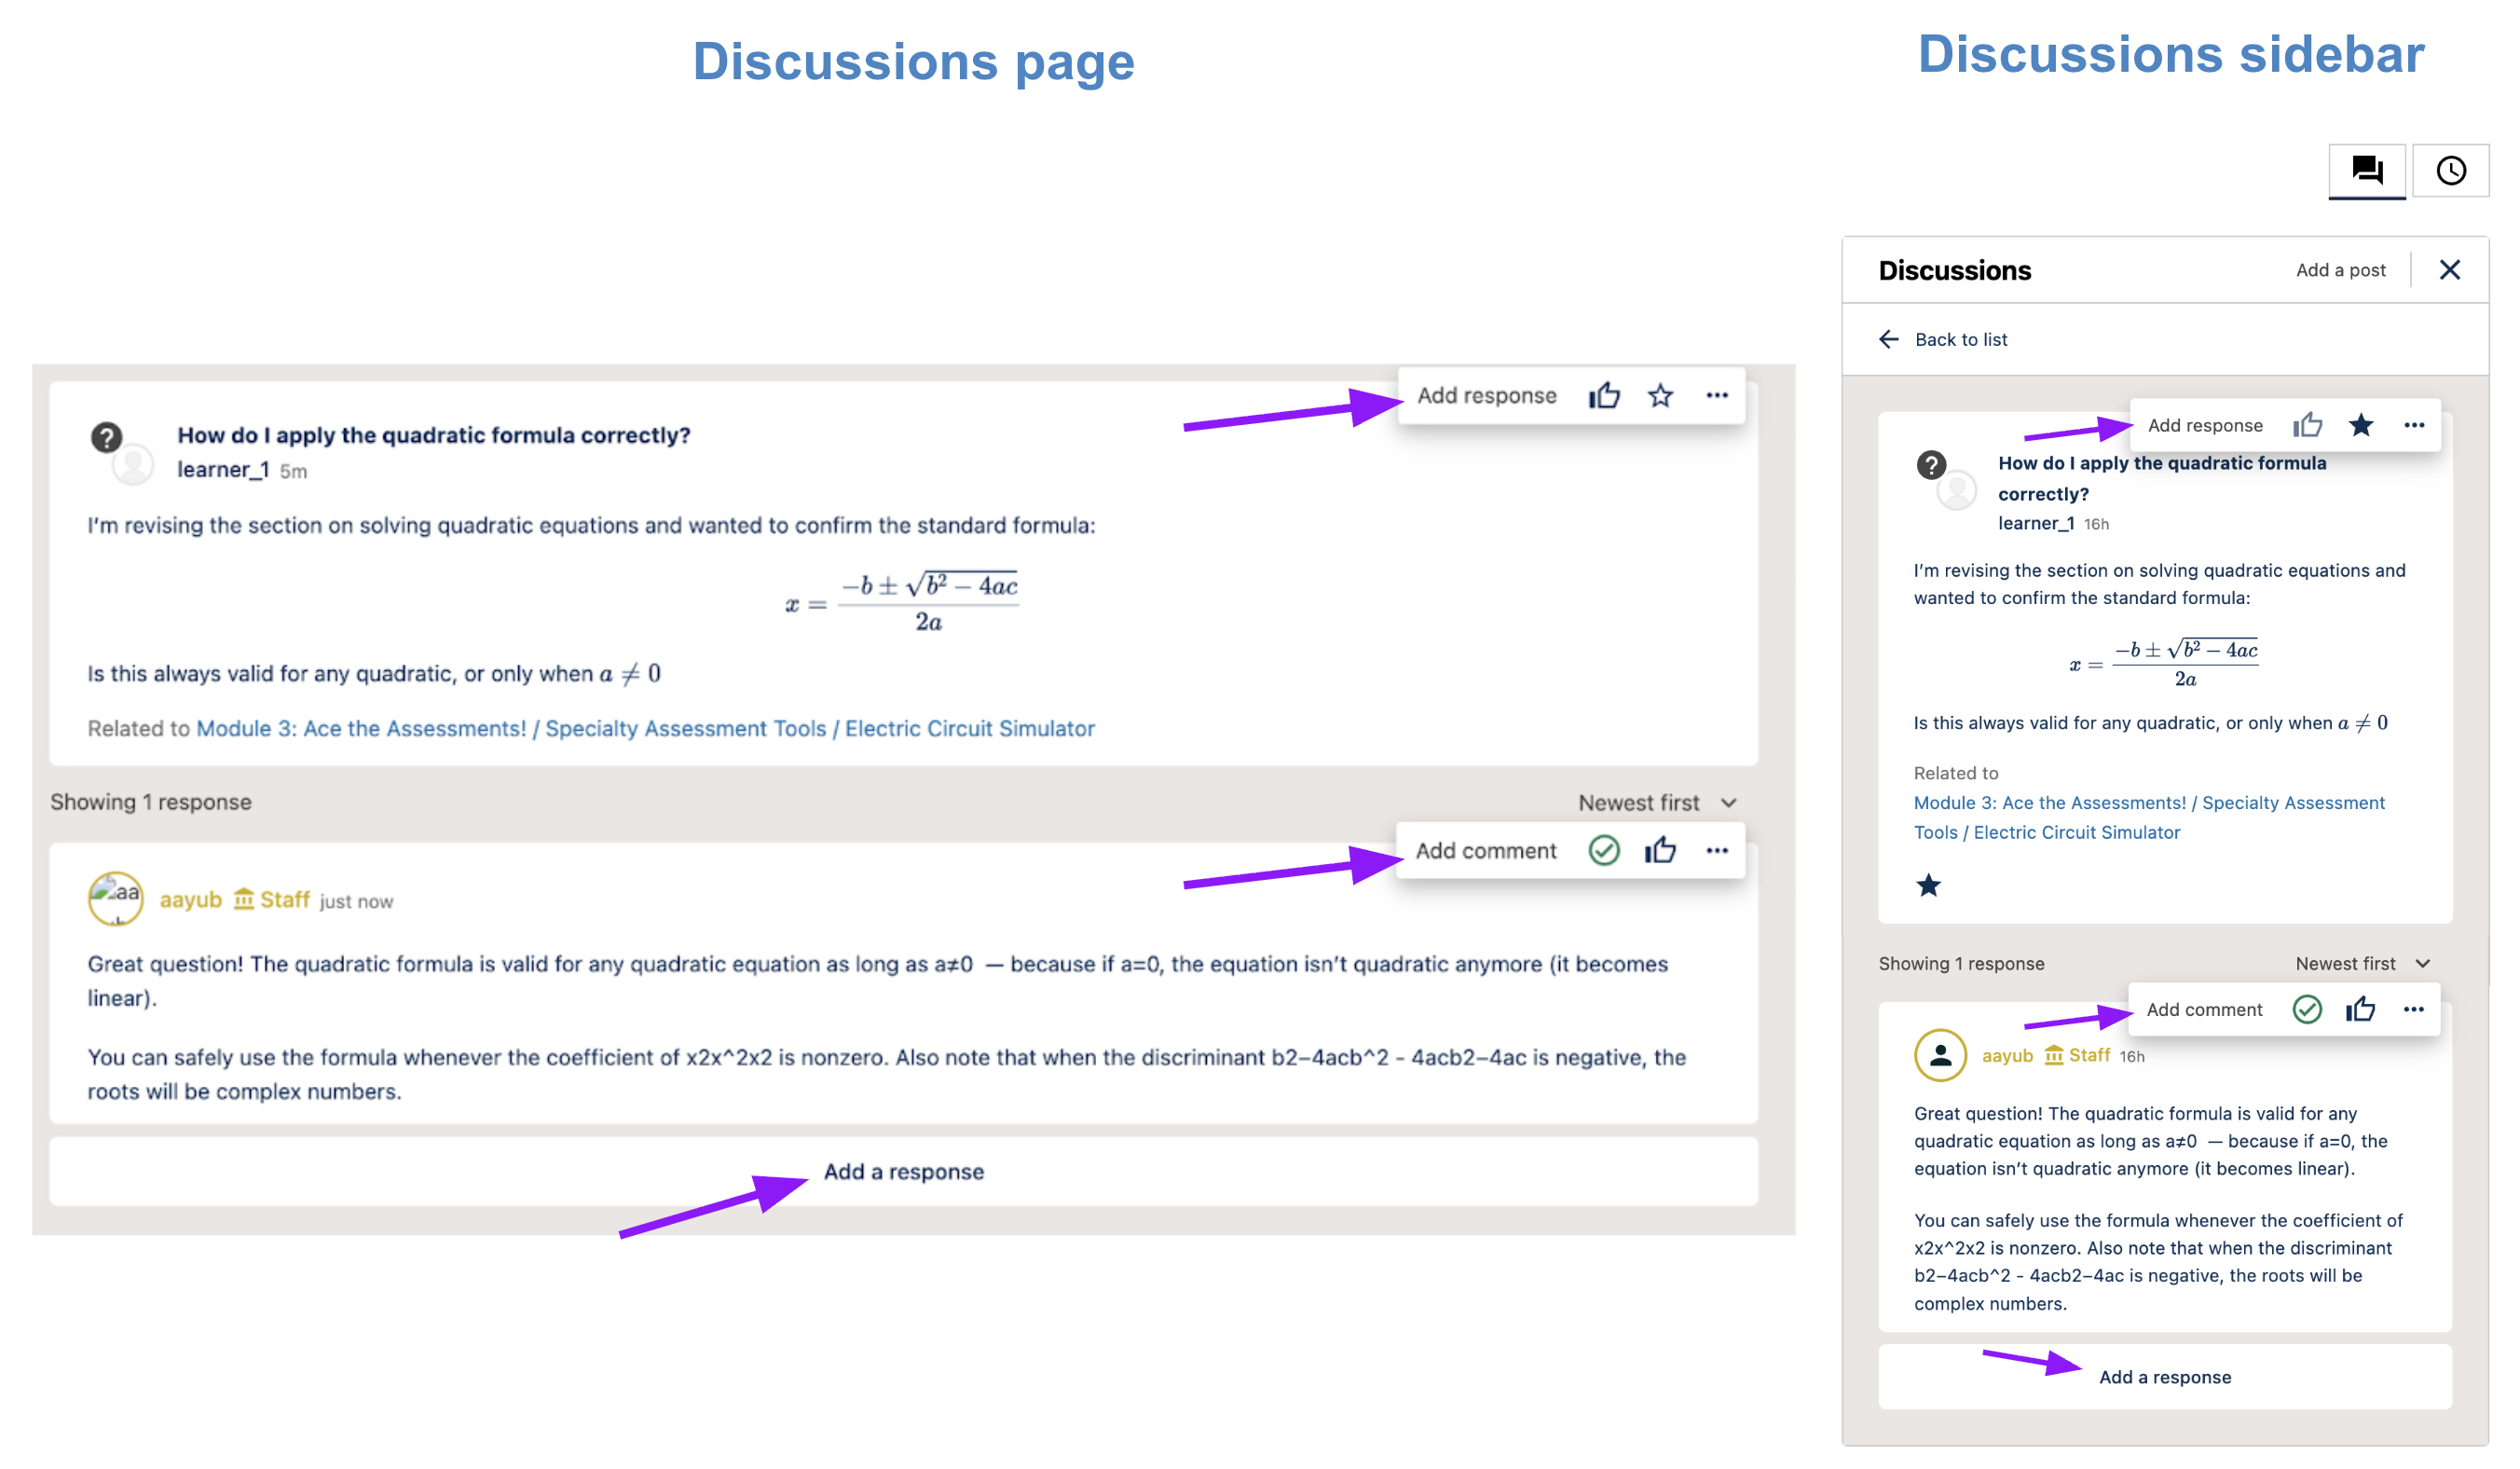 Discussions page
Add response
How do I apply the quadratic formula correctly?
learner_1 5m
I'm revising the section on solving quadratic equations and wanted to confirm the standard formula:
x = (−b ± √(b² − 4ac)) / 2a
Is this always valid for any quadratic, or only when a ≠ 0
Related to Module 3: Ace the Assessments! / Specialty Assessment Tools / Electric Circuit Simulator
Showing 1 response
Newest first
Add comment
aa
aayub Staff just now
Great question! The quadratic formula is valid for any quadratic equation as long as a≠0 — because if a=0, the equation isn't quadratic anymore (it becomes
linear).
You can safely use the formula whenever the coefficient of x2x^2x2 is nonzero. Also note that when the discriminant b2−4acb^2 - 4acb2−4ac is negative, the
roots will be complex numbers.
Add a response
Discussions sidebar
Discussions
Add a post
Back to list
Add response
How do I apply the quadratic formula
correctly?
learner_1 16h
I'm revising the section on solving quadratic equations and
wanted to confirm the standard formula:
x = (−b ± √(b² − 4ac)) / 2a
Is this always valid for any quadratic, or only when a ≠ 0
Related to
Module 3: Ace the Assessments! / Specialty Assessment
Tools / Electric Circuit Simulator
Showing 1 response
Newest first
Add comment
aayub Staff 16h
Great question! The quadratic formula is valid for any
quadratic equation as long as a≠0 — because if a=0, the
equation isn't quadratic anymore (it becomes linear).
You can safely use the formula whenever the coefficient of
x2x^2x2 is nonzero. Also note that when the discriminant
b2−4acb^2 - 4acb2−4ac is negative, the roots will be
complex numbers.
Add a response